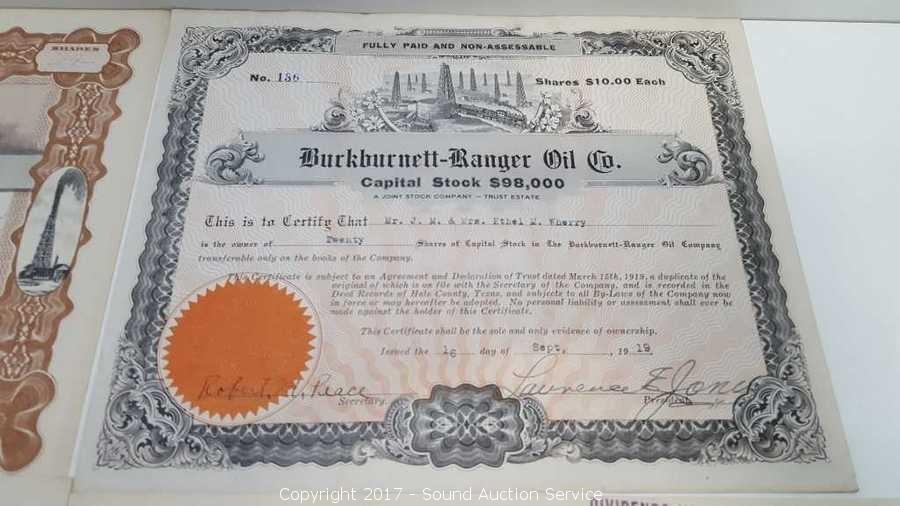 SHARES
FULLY PAID AND NON-ASSESSABLE
No. 136
Shares $10.00 Each
Burkburnett-Ranger Oil Co.
Capital Stock $98,000
A JOINT STOCK COMPANY — TRUST ESTATE
This is to Certify That Mr. J. M. & Mrs. Ethel M. Wherry
is the owner of Twenty Shares of Capital Stock in The Burkburnett-Ranger Oil Company
transferable only on the books of the Company.
This Certificate is subject to an Agreement and Declaration of Trust dated March 15th, 1919, a duplicate of the
original of which is on file with the Secretary of the Company, and is recorded in the
Deed Records of Hale County, Texas, and subject to all By-Laws of the Company now
in force or may hereafter be adopted. No personal liability or assessment shall ever be
made against the holder of this Certificate.
This Certificate shall be the sole and only evidence of ownership.
Issued the 16 day of Sept, 1919
Robert M. Peace
Lawrence E. Jones
Secretary.
President.
Copyright 2017 - Sound Auction Service